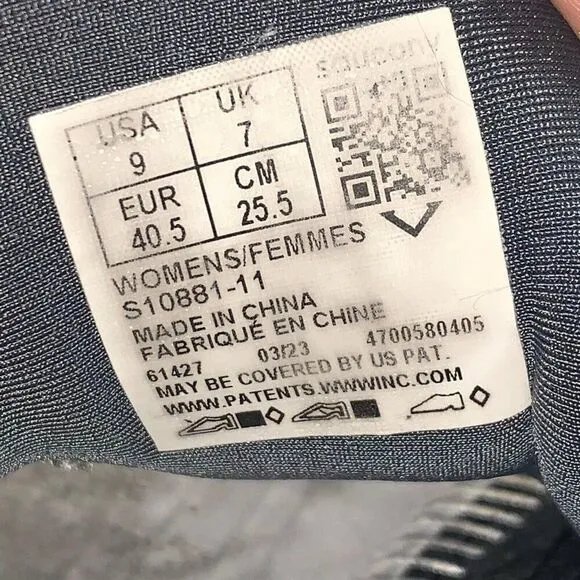 saucony
USA UK
9 7
EUR CM
40.5 25.5
WOMENS/FEMMES
S10881-11
MADE IN CHINA
FABRIQUÉ EN CHINE
61427 03/23 4700580405
MAY BE COVERED BY US PAT.
WWW.PATENTS.WWWINC.COM